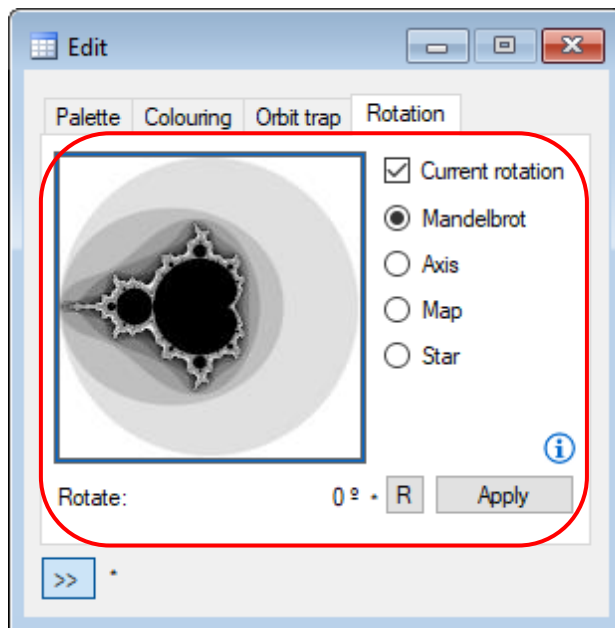 Edit
Palette Colouring Orbit trap Rotation
Current rotation
Mandelbrot
Axis
Map
Star
Rotate: 0 º * R Apply
>> *